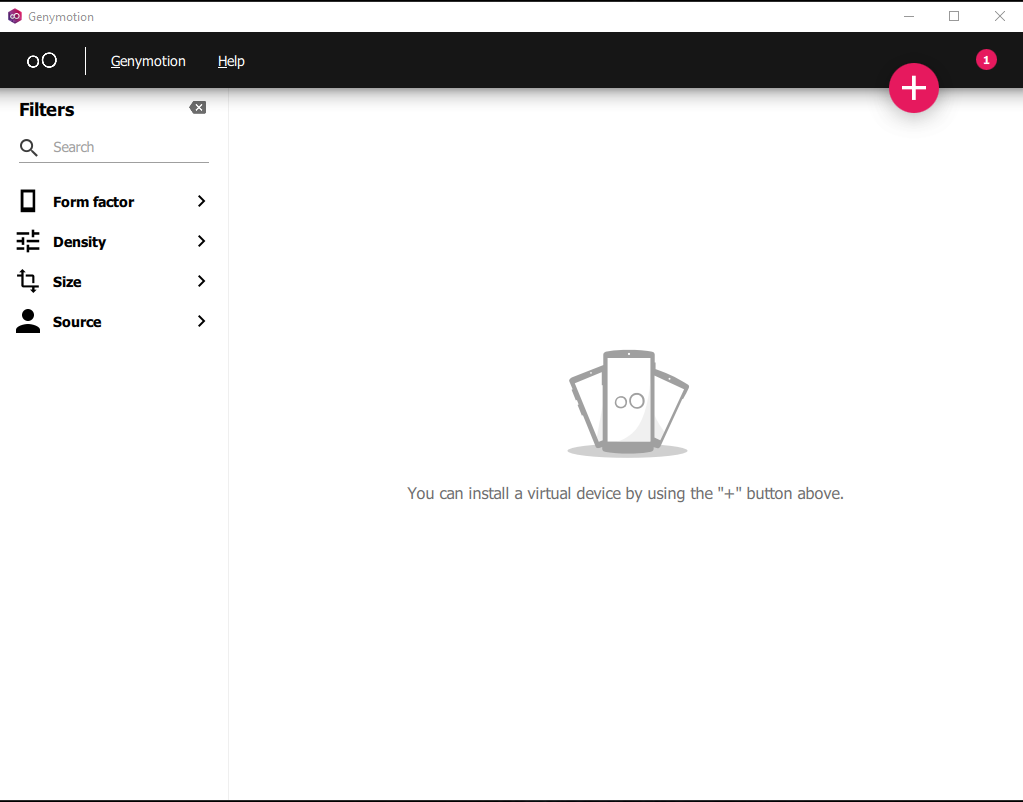 Genymotion
Genymotion Help
1
Filters
Search
Form factor
Density
Size
Source
You can install a virtual device by using the "+" button above.